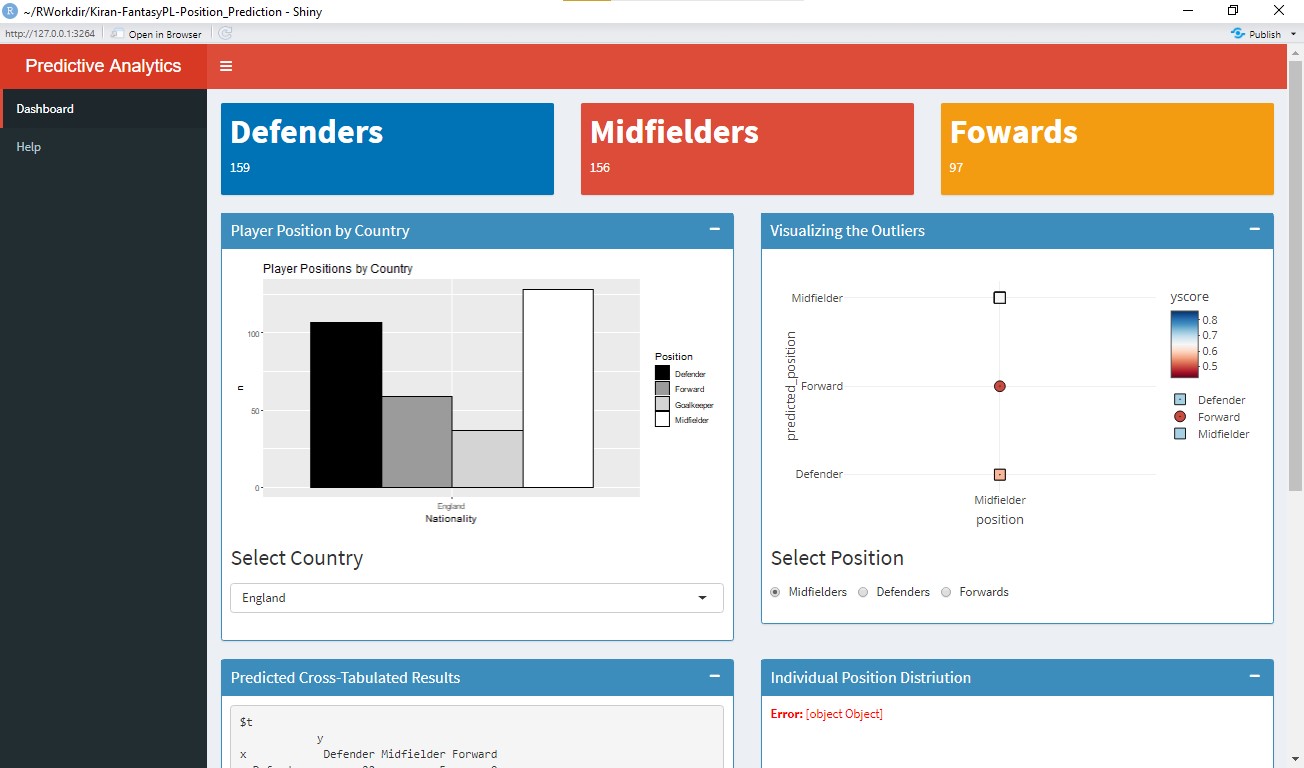 R ~/RWorkdir/Kiran-FantasyPL-Position_Prediction - Shiny
http://127.0.0.1:3264 Open in Browser Publish
Predictive Analytics
Dashboard
Help
Defenders
159
Midfielders
156
Fowards
97
Player Position by Country
Player Positions by Country
100
50
0
n
England
Nationality
Position
Defender
Forward
Goalkeeper
Midfielder
Select Country
England
Visualizing the Outliers
Midfielder
Forward
Defender
predicted_position
Midfielder
position
yscore
0.8
0.7
0.6
0.5
Defender
Forward
Midfielder
Select Position
Midfielders Defenders Forwards
Predicted Cross-Tabulated Results
$t
y
x Defender Midfielder Forward
Individual Position Distriution
Error: [object Object]